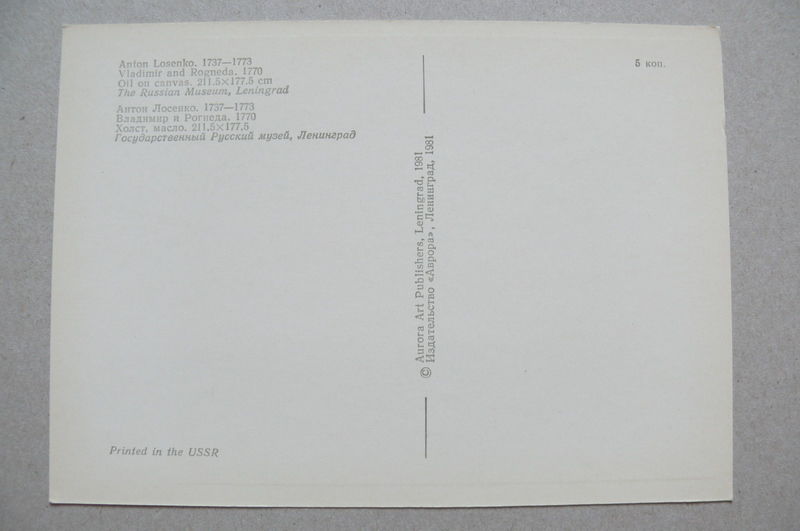 Anton Losenko. 1737—1773
Vladimir and Rogneda. 1770
Oil on canvas. 211.5×177.5 cm
The Russian Museum, Leningrad
Антон Лосенко. 1737—1773
Владимир и Рогнеда. 1770
Холст, масло. 211,5×177,5
Государственный Русский музей, Ленинград
5 коп.
© Aurora Art Publishers, Leningrad, 1981
Издательство «Аврора», Ленинград, 1981
Printed in the USSR